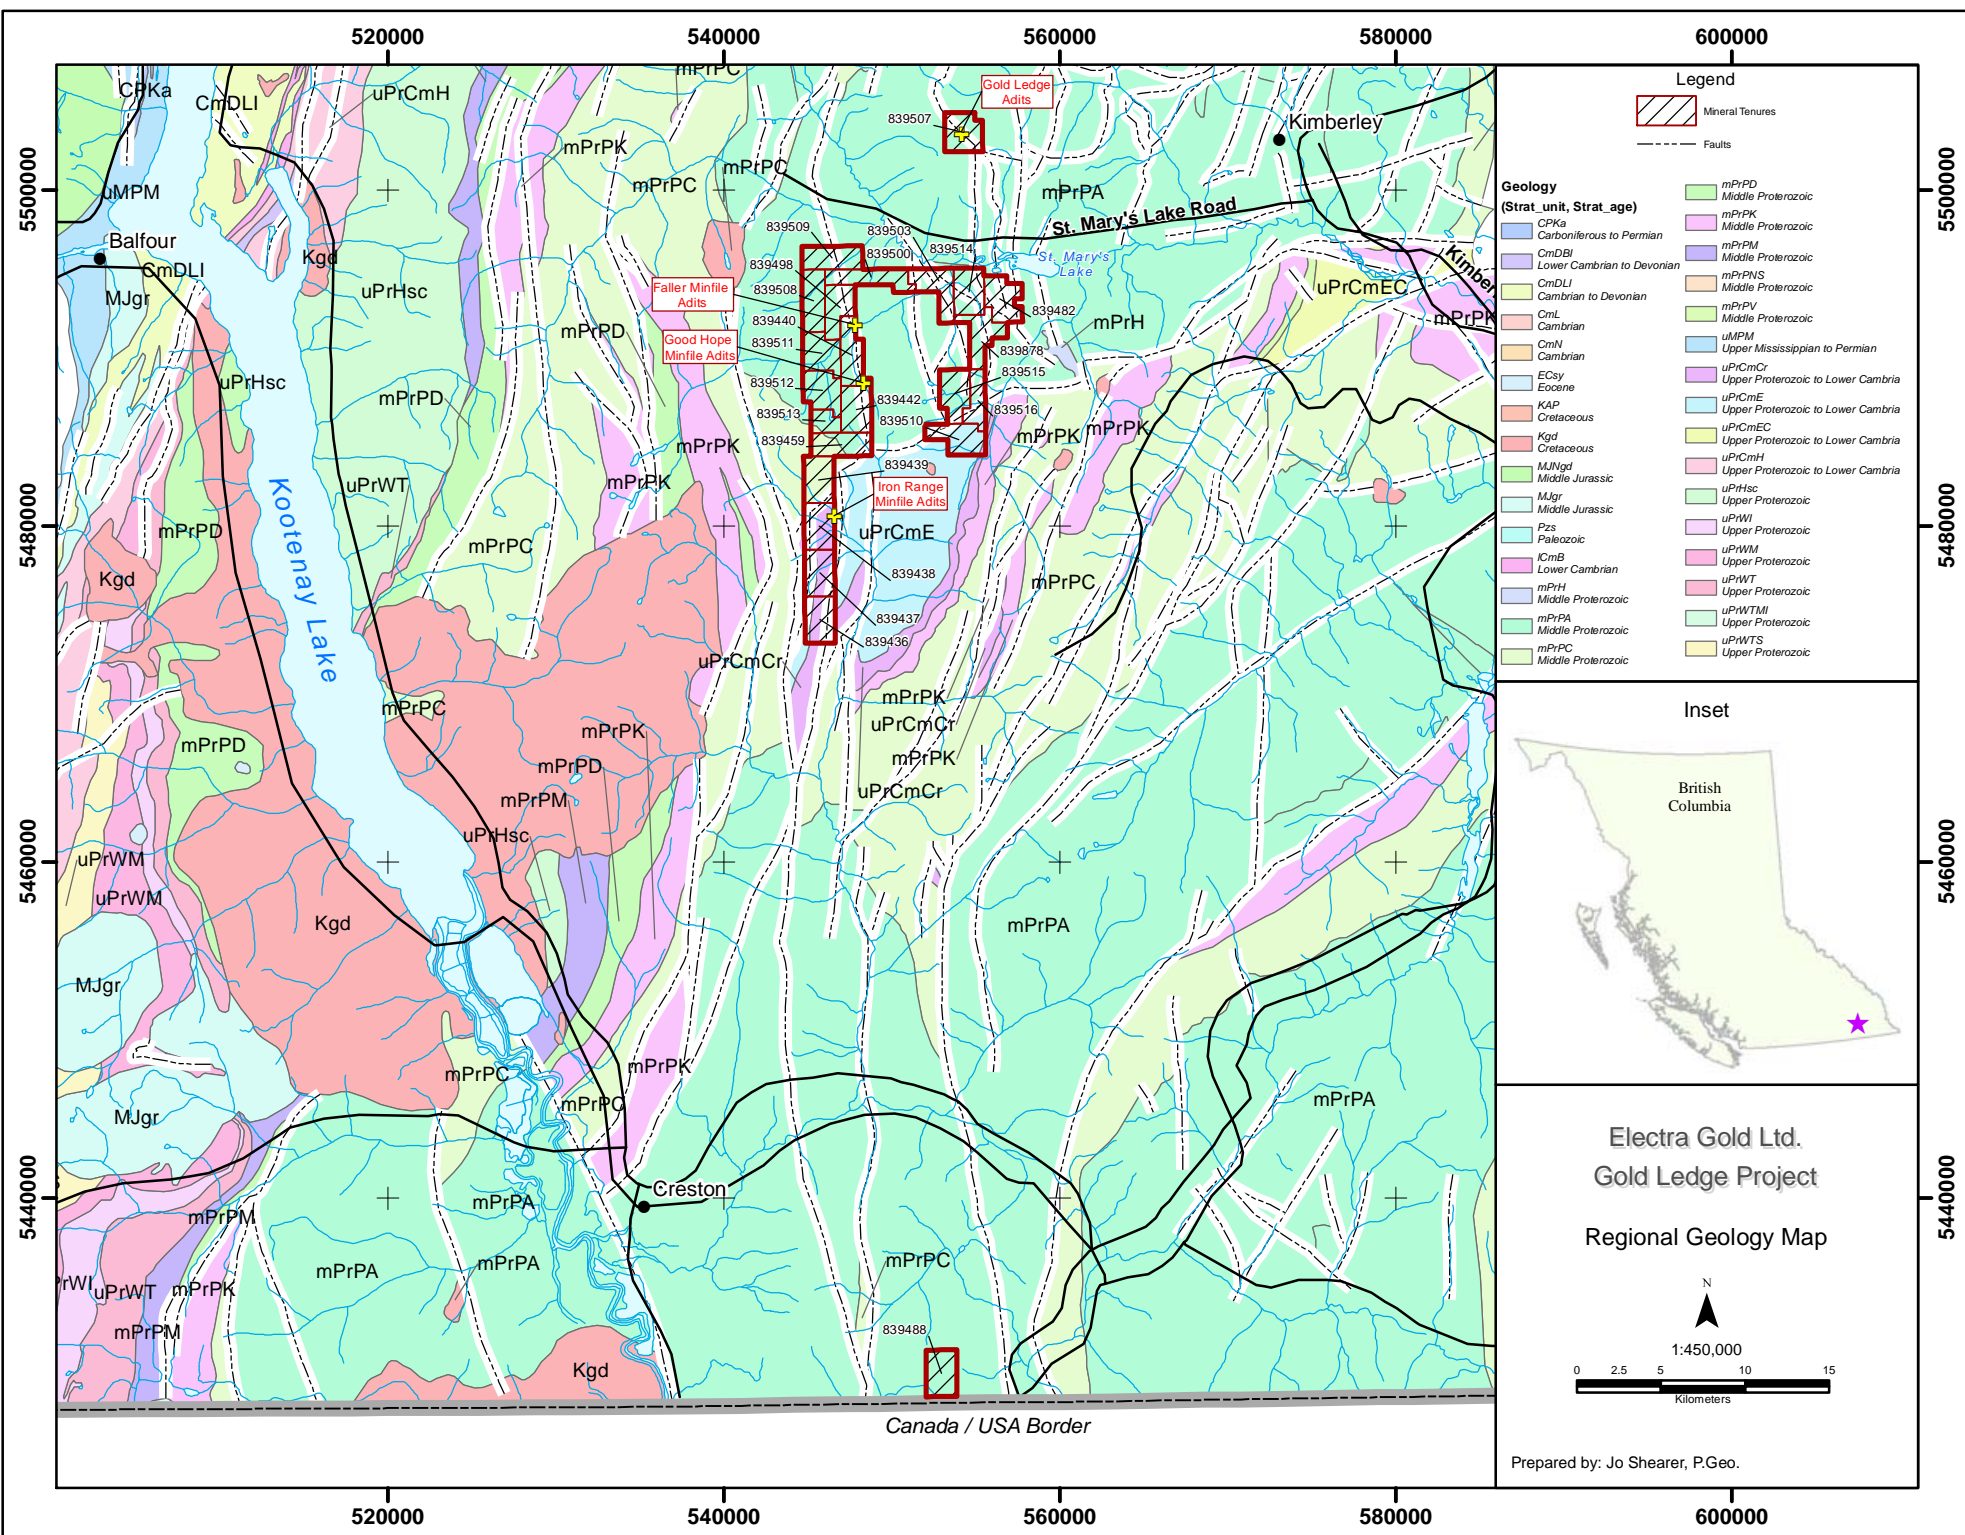 520000
540000
560000
580000
600000
5500000
5480000
5460000
5440000
5500000
5480000
5460000
5440000
520000
540000
560000
580000
600000
CPKa
CmDLI
uPrCmH
mPrPC
Gold Ledge
Adits
839507
Kimberley
mPrPK
mPrPC
mPrPC
mPrPA
uMPM
St. Mary's Lake Road
Balfour
CmDLI
MJgr
Kgd
uPrHsc
839509
839503
839500
839514
St. Mary's
Lake
839498
839508
Faller Minfile
Adits
839440
839511
Good Hope
Minfile Adits
839512
839513
839459
839442
839510
839482
839878
839515
839516
mPrH
uPrCmEC
mPrPK
mPrPD
uPrHsc
mPrPD
mPrPK
mPrPK
mPrPK
mPrPK
uPrWT
839439
Iron Range
Minfile Adits
uPrCmE
Kootenay Lake
mPrPD
mPrPC
Kgd
839438
mPrPC
839437
839436
uPrCmCr
mPrPK
uPrCmCr
mPrPK
uPrCmCr
mPrPC
mPrPD
mPrPK
mPrPD
mPrPM
uPrHsc
uPrWM
uPrWM
Kgd
mPrPA
MJgr
mPrPC
mPrPK
mPrPC
MJgr
mPrPA
Creston
mPrPA
mPrPM
mPrPA
mPrPA
mPrPC
uPrWT
mPrPK
mPrPM
839488
Kgd
Canada / USA Border
Legend
Mineral Tenures
Faults
Geology
(Strat_unit, Strat_age)
CPKa
Carboniferous to Permian
CmDBI
Lower Cambrian to Devonian
CmDLI
Cambrian to Devonian
CmL
Cambrian
CmN
Cambrian
ECsy
Eocene
KAP
Cretaceous
Kgd
Cretaceous
MJNgd
Middle Jurassic
MJgr
Middle Jurassic
Pzs
Paleozoic
lCmB
Lower Cambrian
mPrH
Middle Proterozoic
mPrPA
Middle Proterozoic
mPrPC
Middle Proterozoic
mPrPD
Middle Proterozoic
mPrPK
Middle Proterozoic
mPrPM
Middle Proterozoic
mPrPNS
Middle Proterozoic
mPrPV
Middle Proterozoic
uMPM
Upper Mississippian to Permian
uPrCmCr
Upper Proterozoic to Lower Cambria
uPrCmE
Upper Proterozoic to Lower Cambria
uPrCmEC
Upper Proterozoic to Lower Cambria
uPrCmH
Upper Proterozoic to Lower Cambria
uPrHsc
Upper Proterozoic
uPrWI
Upper Proterozoic
uPrWM
Upper Proterozoic
uPrWT
Upper Proterozoic
uPrWTMI
Upper Proterozoic
uPrWTS
Upper Proterozoic
Inset
British
Columbia
Electra Gold Ltd.
Gold Ledge Project
Regional Geology Map
N
1:450,000
0 2.5 5 10 15
Kilometers
Prepared by: Jo Shearer, P.Geo.